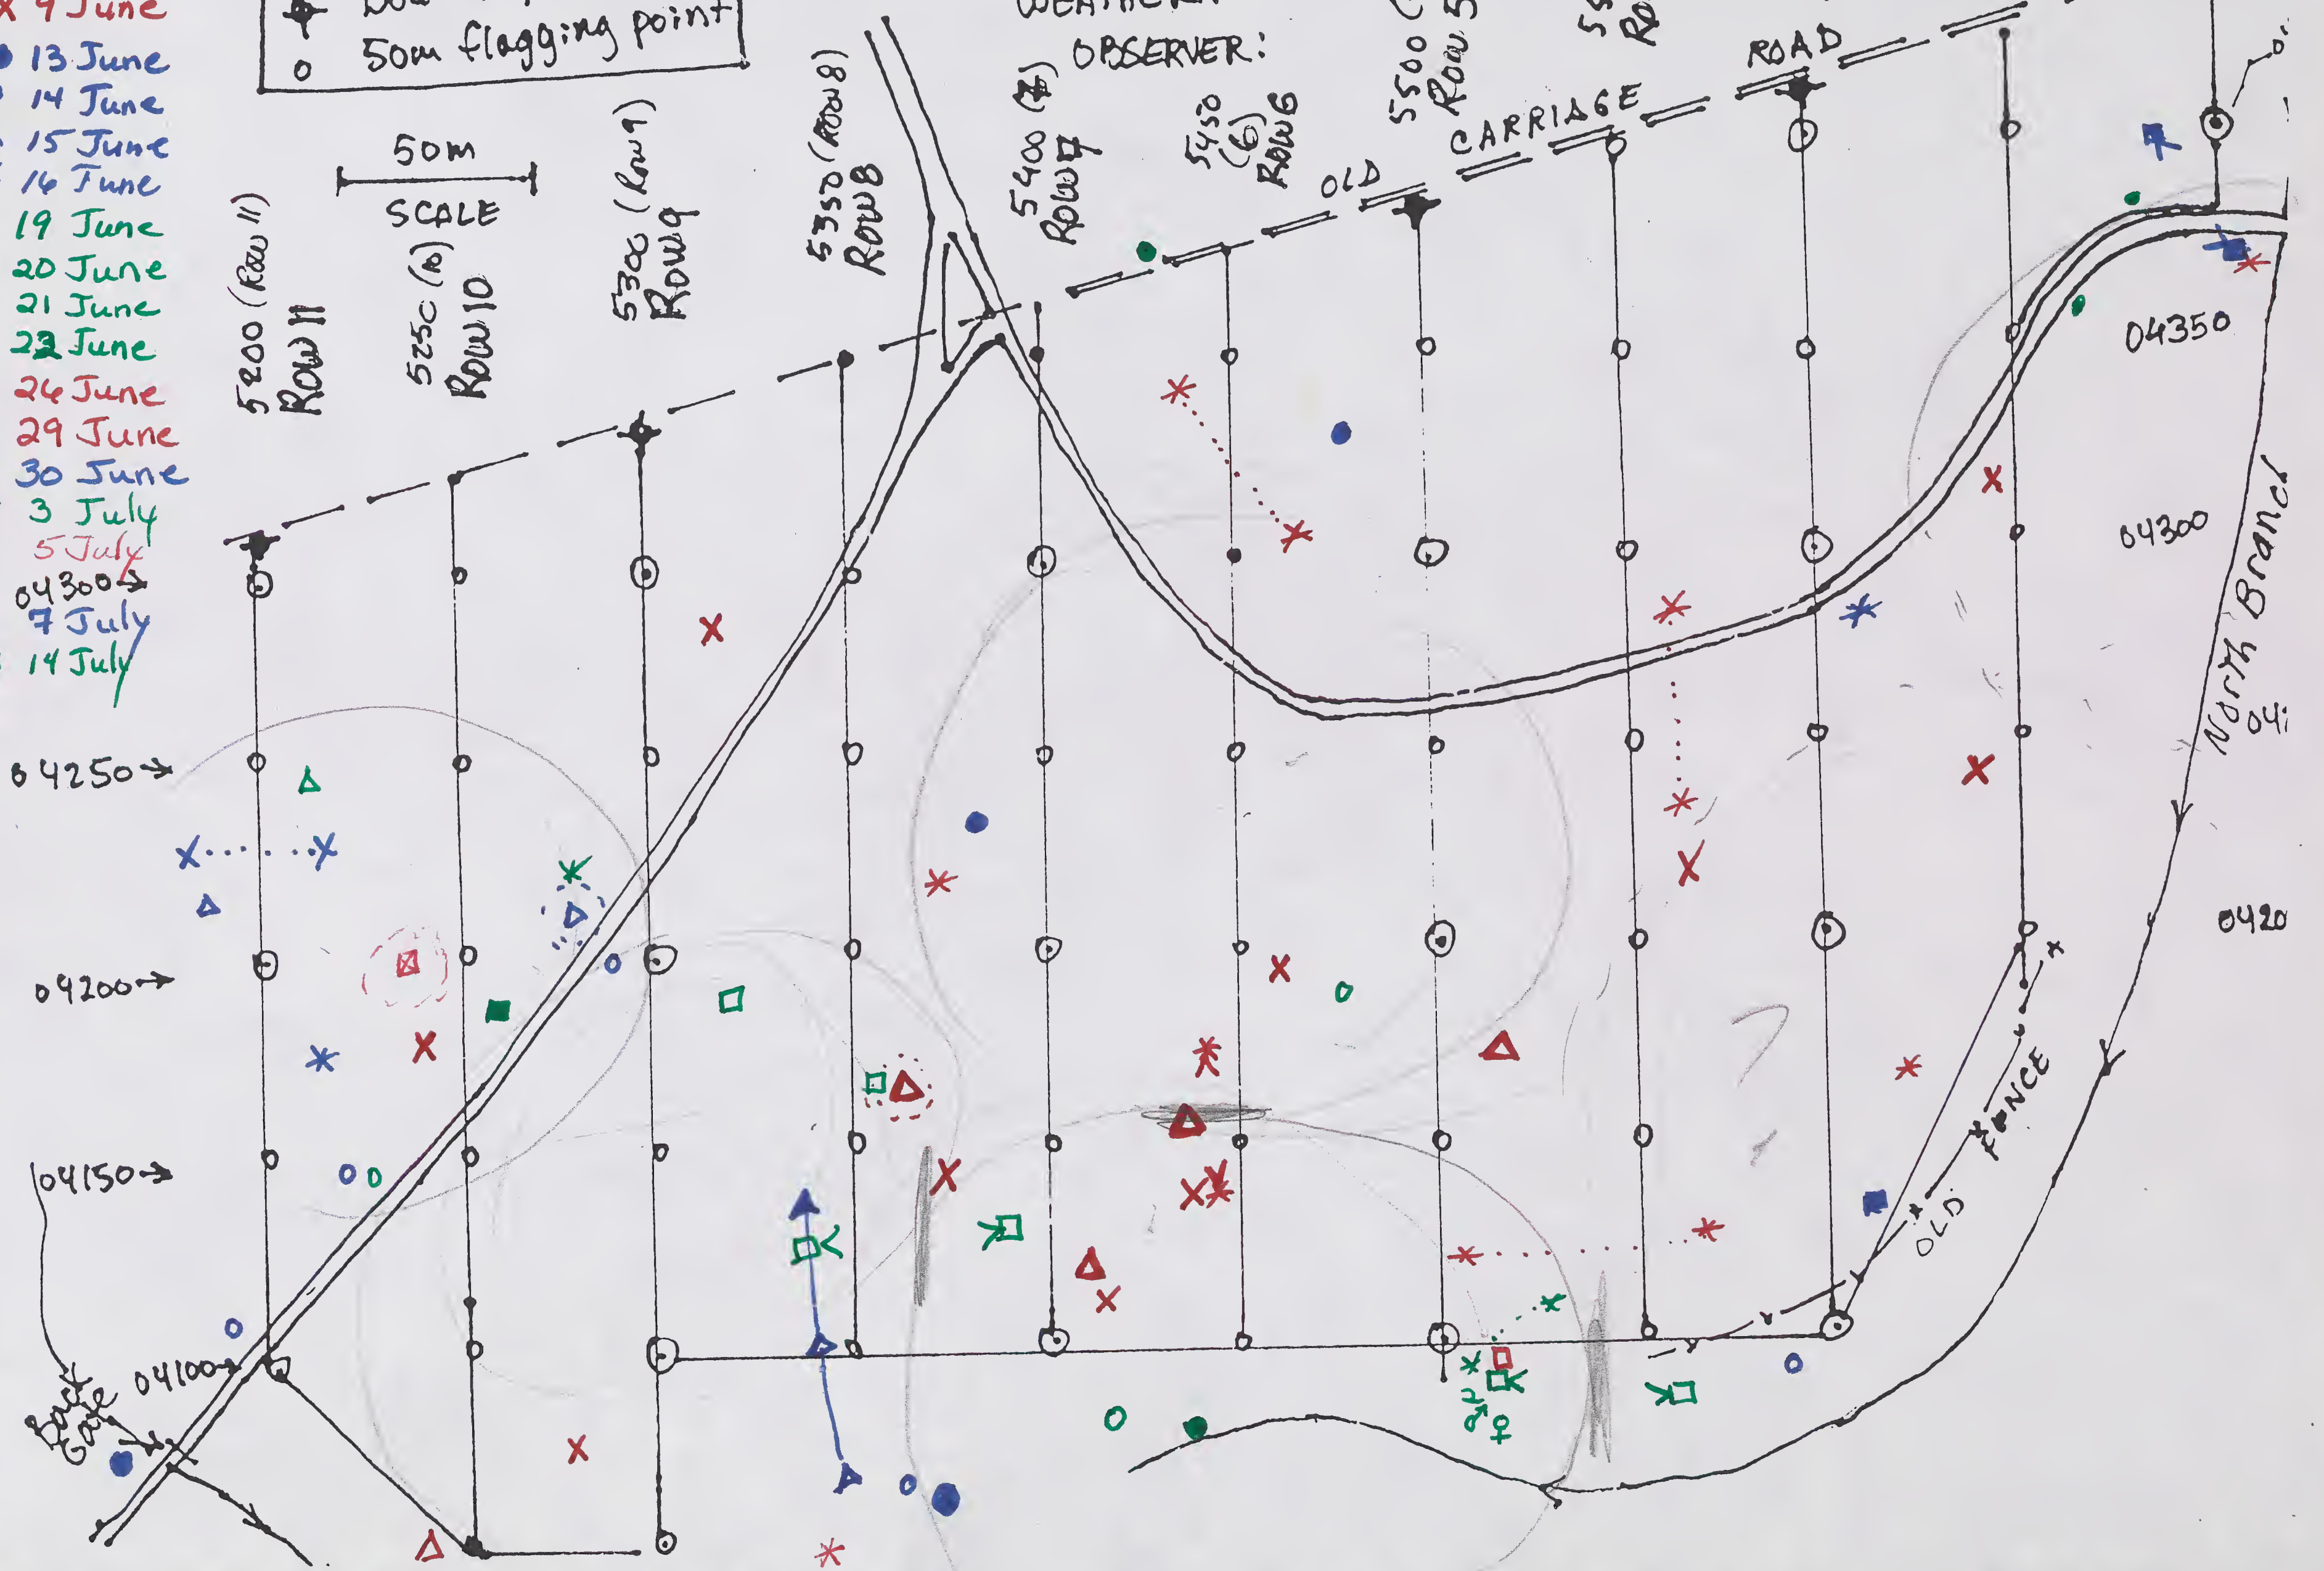 X 9 June
13 June
14 June
15 June
16 June
19 June
20 June
21 June
22 June
26 June
29 June
30 June
3 July
5 July
04300→
7 July
14 July
50m flagging point
50m
SCALE
OBSERVER:
5200 (Row 11)
Row 11
5250 (10)
Row 10
5300 (Row 9)
Row 9
5350 (Row 8)
Row 8
5400 (7)
Row 7
5450
(6)
Row 6
5500
Row 5
OLD CARRIAGE ROAD
04350
04300
North Branch
04250→
04200→
0420
04150→
04100→
Back
Gate
OLD FENCE
♂ ♀